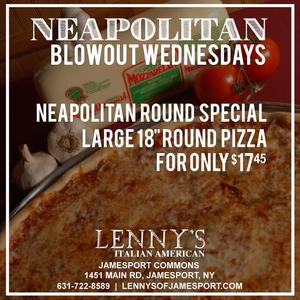 NEAPOLITAN
BLOWOUT WEDNESDAYS
MOZZARELLA
NEAPOLITAN ROUND SPECIAL
LARGE 18" ROUND PIZZA
FOR ONLY $17.45
LENNY'S
ITALIAN AMERICAN
JAMESPORT COMMONS
1451 MAIN RD, JAMESPORT, NY
631-722-8589 | LENNYSOFJAMESPORT.COM